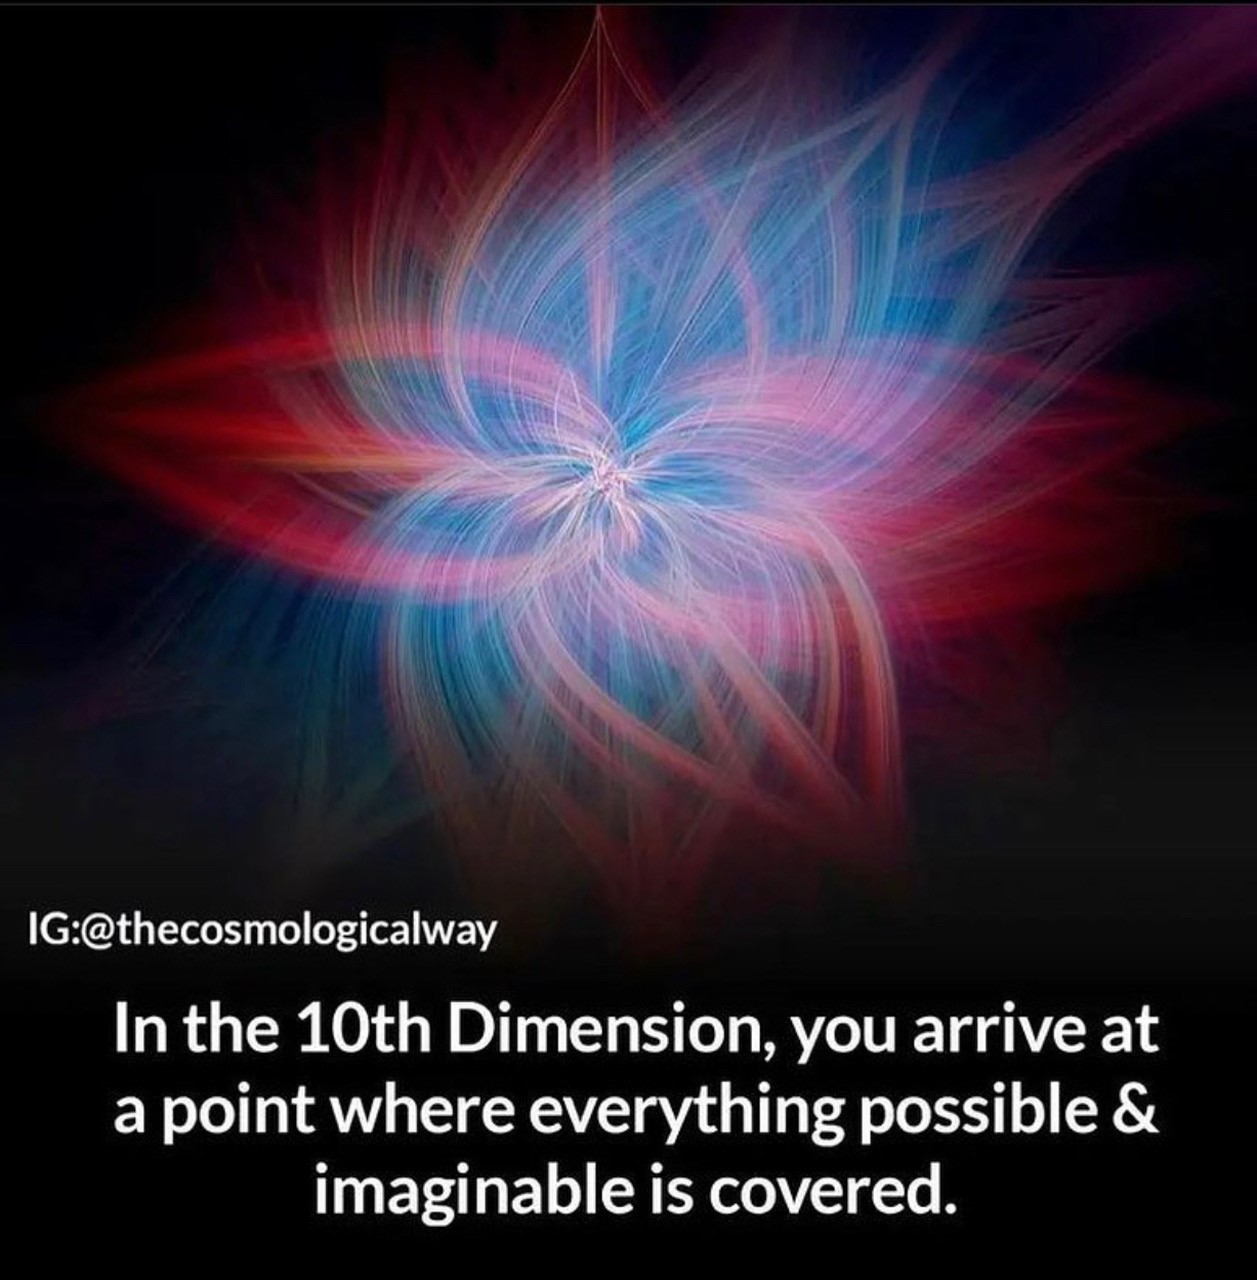 IG:@thecosmologicalway
In the 10th Dimension, you arrive at
a point where everything possible &
imaginable is covered.